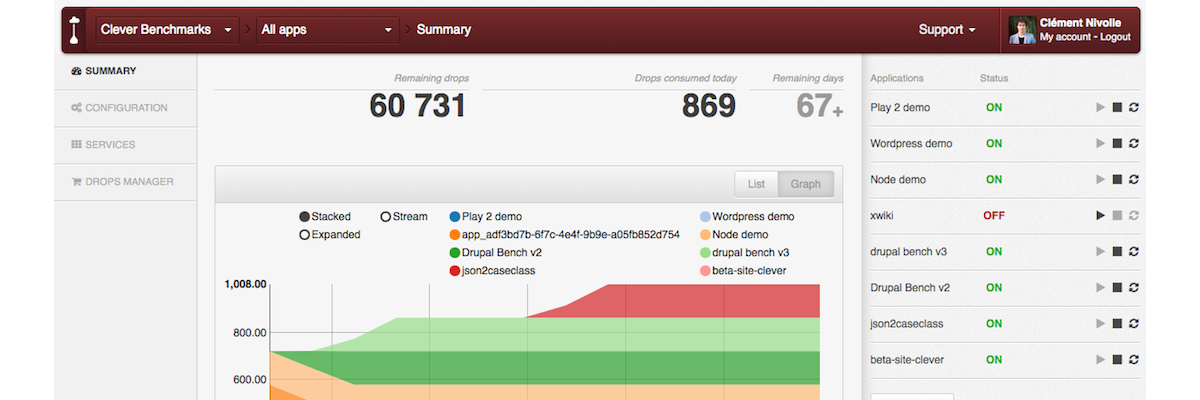 Clever Benchmarks
All apps
Summary
Support
Clément Nivolle
My account - Logout
SUMMARY
CONFIGURATION
SERVICES
DROPS MANAGER
Remaining drops
60 731
Drops consumed today
869
Remaining days
67+
List
Graph
Stacked
Stream
Expanded
Play 2 demo
Wordpress demo
app_adf3bd7b-6f7c-4e4f-9b9e-a05fb852d754
Node demo
Drupal Bench v2
drupal bench v3
json2caseclass
beta-site-clever
1,008.00
800.00
600.00
Applications Status
Play 2 demo ON
Wordpress demo ON
Node demo ON
xwiki OFF
drupal bench v3 ON
Drupal Bench v2 ON
json2caseclass ON
beta-site-clever ON